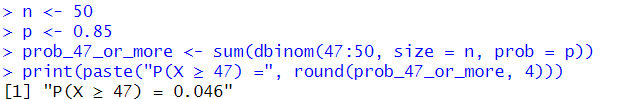 > n <- 50
> p <- 0.85
> prob_47_or_more <- sum(dbinom(47:50, size = n, prob = p))
> print(paste("P(X ≥ 47) =", round(prob_47_or_more, 4)))
[1] "P(X ≥ 47) = 0.046"